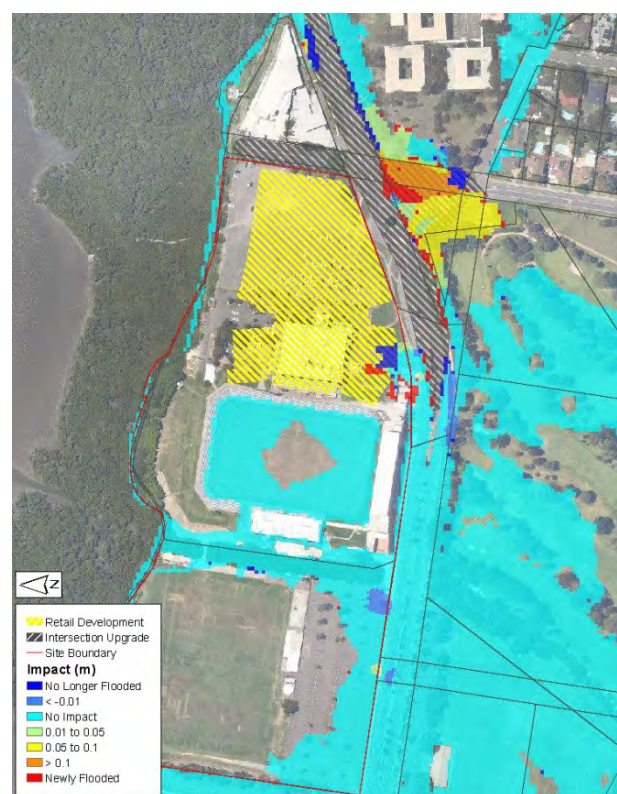 N
Retail Development
Intersection Upgrade
Site Boundary
Impact (m)
No Longer Flooded
< -0.01
No Impact
0.01 to 0.05
0.05 to 0.1
> 0.1
Newly Flooded